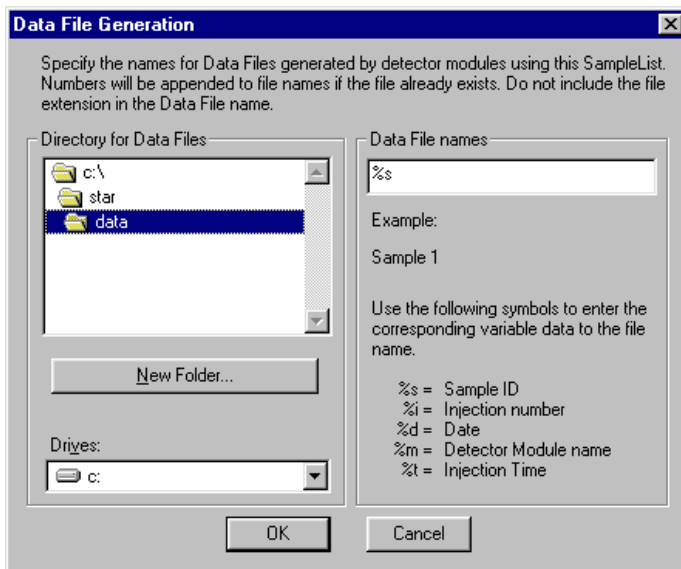 Data File Generation
Specify the names for Data Files generated by detector modules using this SampleList.
Numbers will be appended to file names if the file already exists. Do not include the file
extension in the Data File name.
Directory for Data Files
c:\
star
data
New Folder...
Drives:
c:
Data File names
%s
Example:
Sample 1
Use the following symbols to enter the
corresponding variable data to the file
name.
%s = Sample ID
%i = Injection number
%d = Date
%m = Detector Module name
%t = Injection Time
OK
Cancel